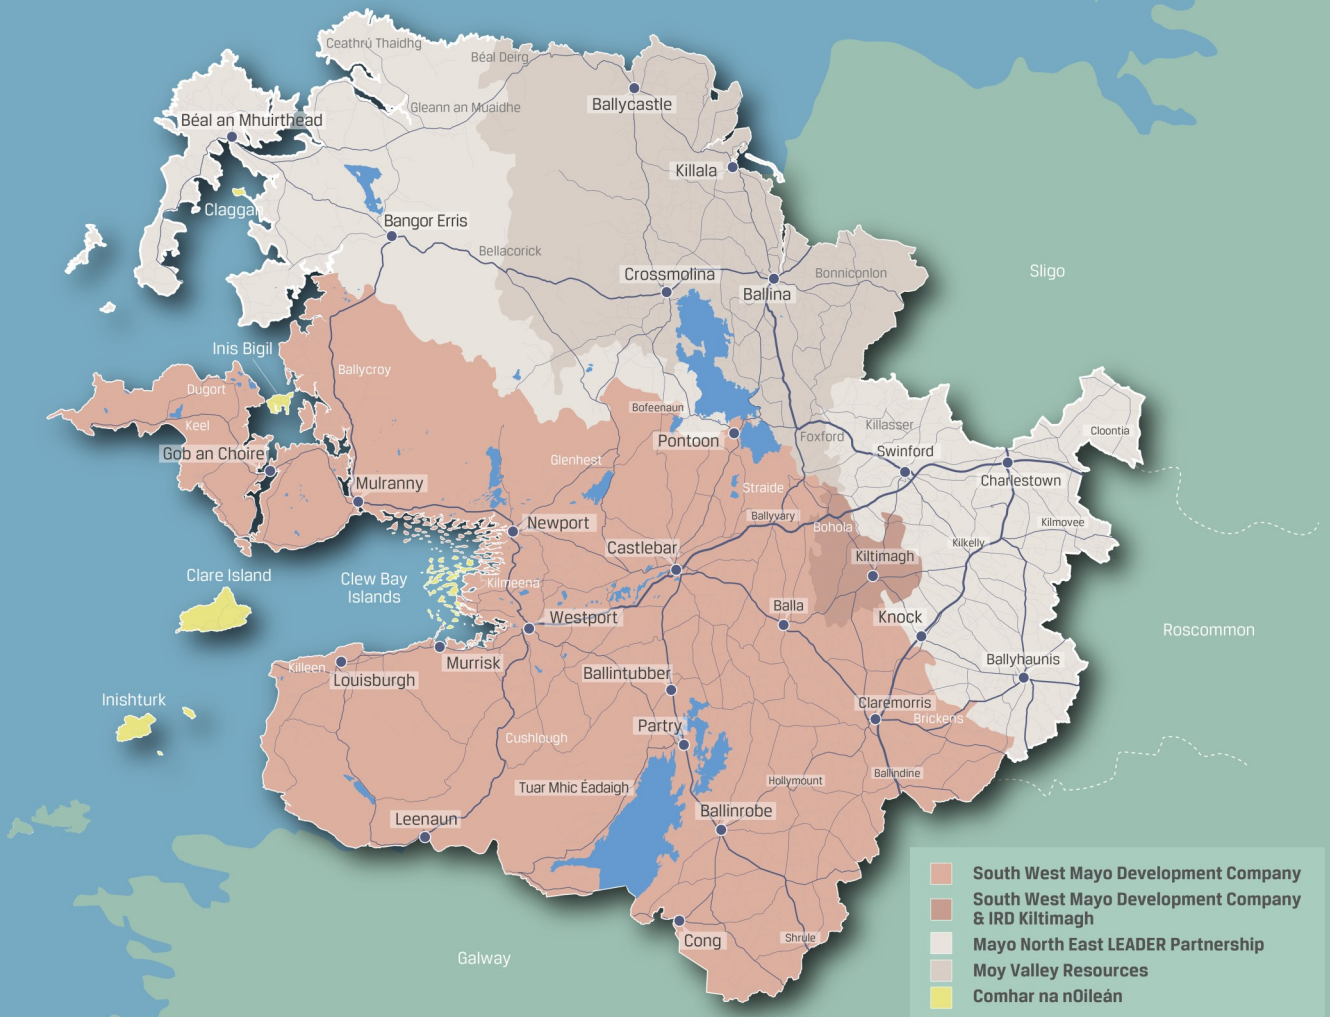 Ceathrú Thaidhg
Béal Deirg
Gleann an Muaidhe
Ballycastle
Béal an Mhuirthead
Killala
Claggan
Bangor Erris
Bellacorick
Crossmolina
Ballina
Bonniconlon
Sligo
Inis Bigil
Ballycroy
Dugort
Keel
Bofeenaun
Pontoon
Foxford
Killasser
Cloontia
Gob an Choire
Glenhest
Swinford
Charlestown
Mulranny
Straide
Newport
Ballyvary
Bohola
Kilmovee
Kilkelly
Castlebar
Kiltimagh
Clare Island
Clew Bay
Islands
Kilmeena
Balla
Westport
Knock
Roscommon
Killeen
Murrisk
Louisburgh
Ballintubber
Ballyhaunis
Inishturk
Claremorris
Brickens
Partry
Cushlough
Tuar Mhic Éadaigh
Hollymount
Ballindine
Leenaun
Ballinrobe
Cong
Shrule
Galway
South West Mayo Development Company
South West Mayo Development Company
& IRD Kiltimagh
Mayo North East LEADER Partnership
Moy Valley Resources
Comhar na nOileán